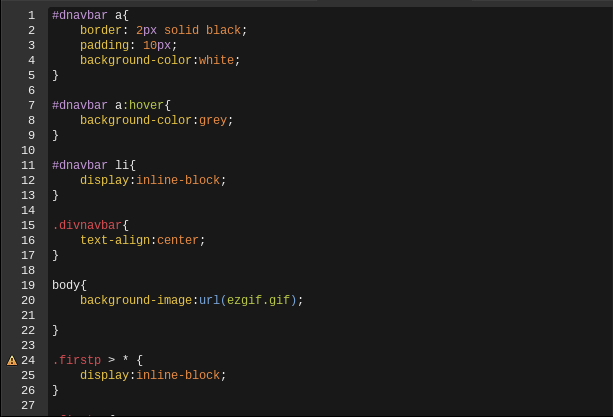 1 #dnavbar a{
2     border: 2px solid black;
3     padding: 10px;
4     background-color:white;
5 }
6
7 #dnavbar a:hover{
8     background-color:grey;
9 }
10
11 #dnavbar li{
12     display:inline-block;
13 }
14
15 .divnavbar{
16     text-align:center;
17 }
18
19 body{
20     background-image:url(ezgif.gif);
21
22 }
23
24 .firstp > * {
25     display:inline-block;
26 }
27